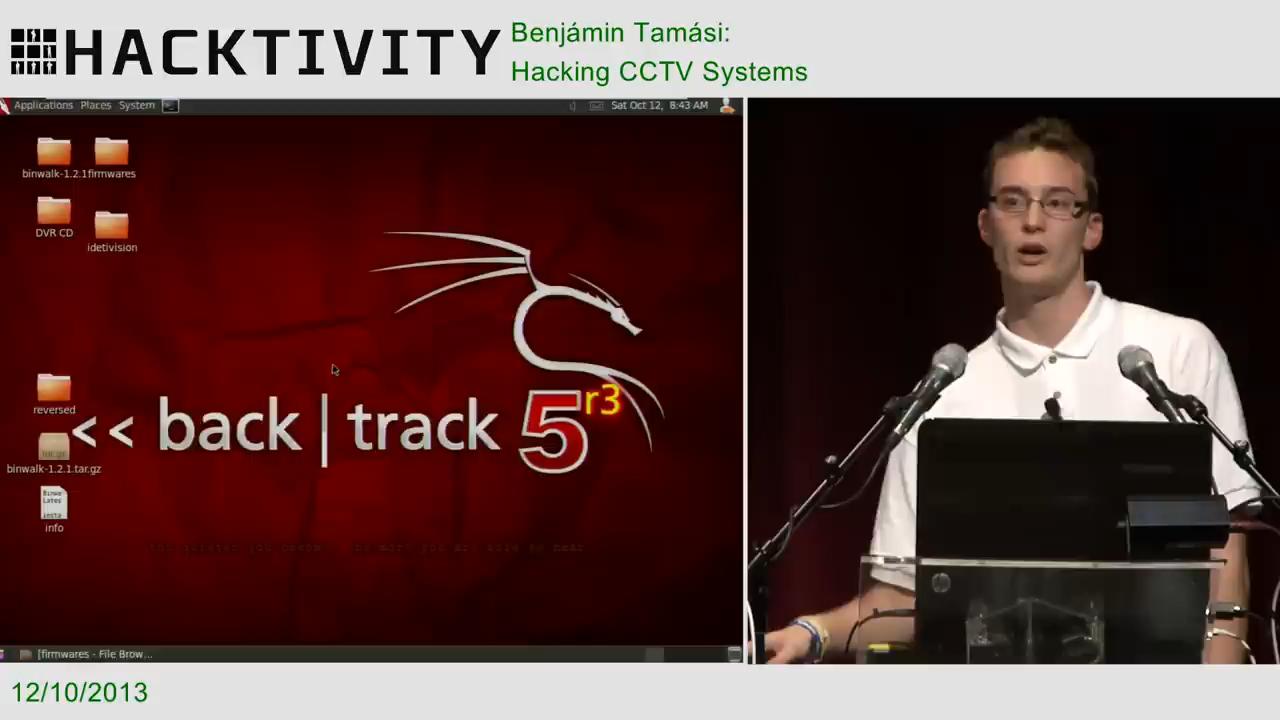 HACKTIVITY
Benjámin Tamási:
Hacking CCTV Systems
Applications Places System
Sat Oct 12, 8:43 AM
binwalk-1.2.1
firmwares
DVR CD
idetivision
reversed
<< back | track 5 r3
tar.gz
binwalk-1.2.1.tar.gz
info
[firmwares - File Brow...
12/10/2013